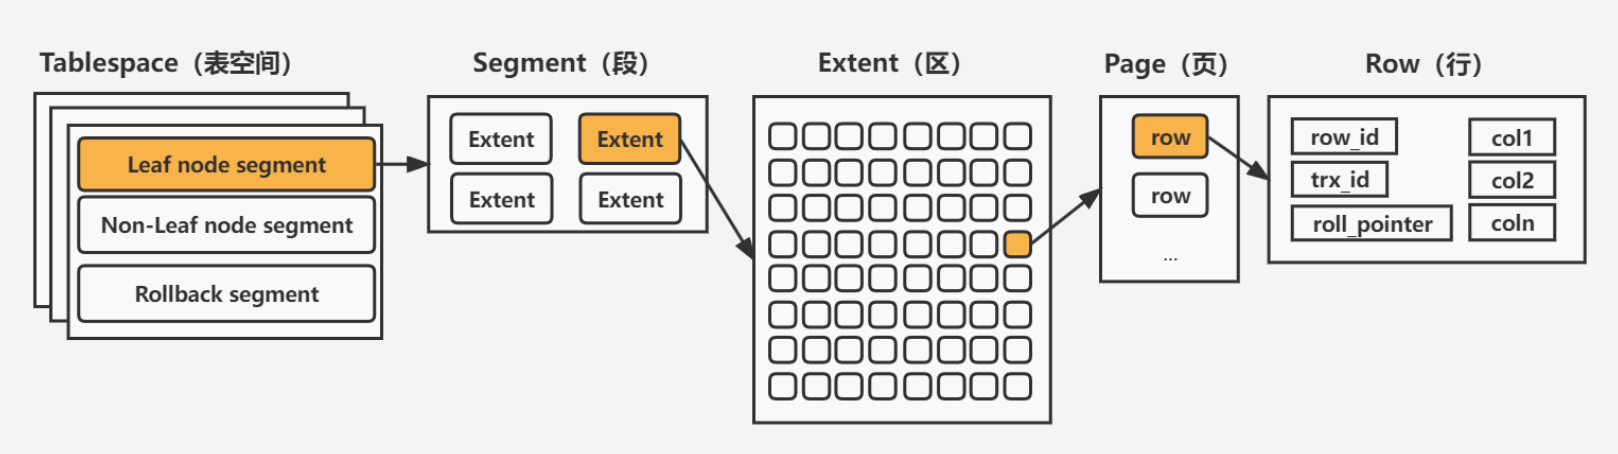 Tablespace（表空间）
Leaf node segment
Non-Leaf node segment
Rollback segment
Segment（段）
Extent Extent
Extent Extent
Extent（区）
Page（页）
row
row
...
Row（行）
row_id col1
trx_id col2
roll_pointer coln